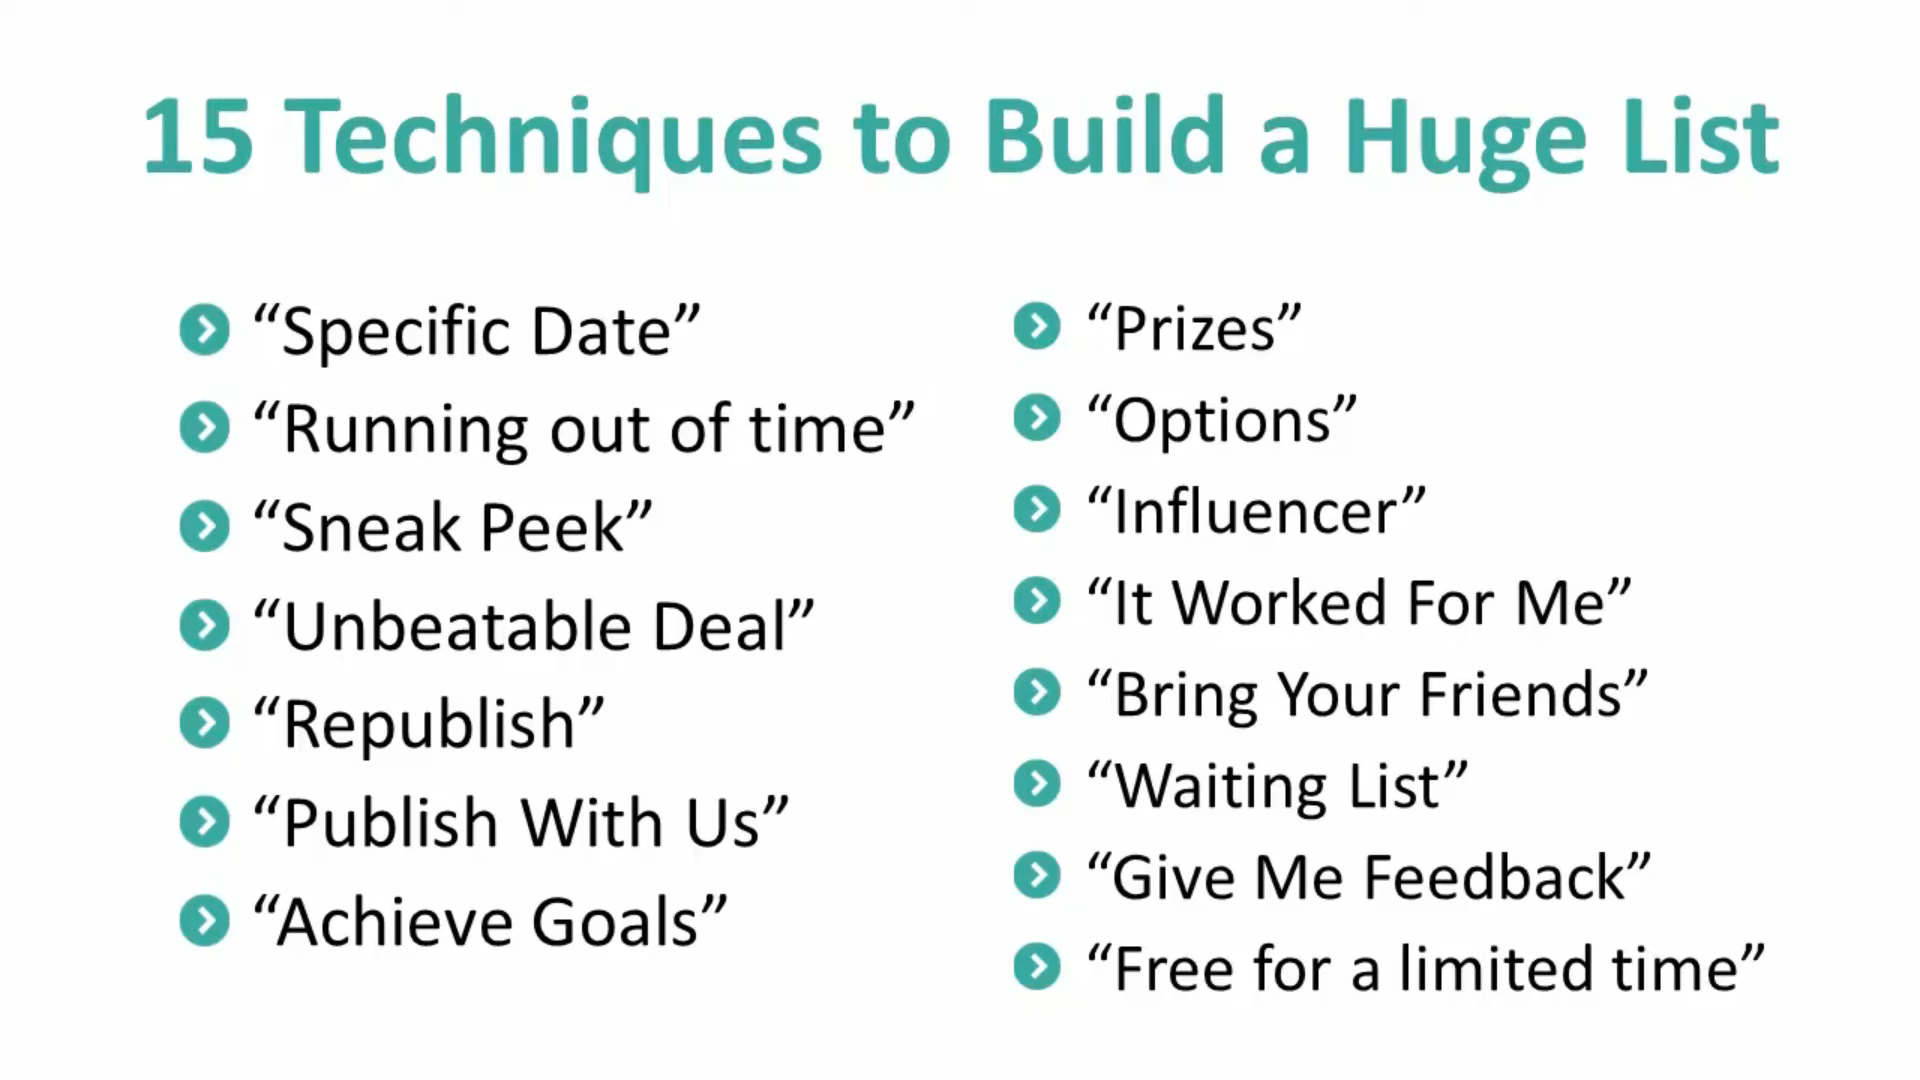 15 Techniques to Build a Huge List
“Specific Date”
“Running out of time”
“Sneak Peek”
“Unbeatable Deal”
“Republish”
“Publish With Us”
“Achieve Goals”
“Prizes”
“Options”
“Influencer”
“It Worked For Me”
“Bring Your Friends”
“Waiting List”
“Give Me Feedback”
“Free for a limited time”